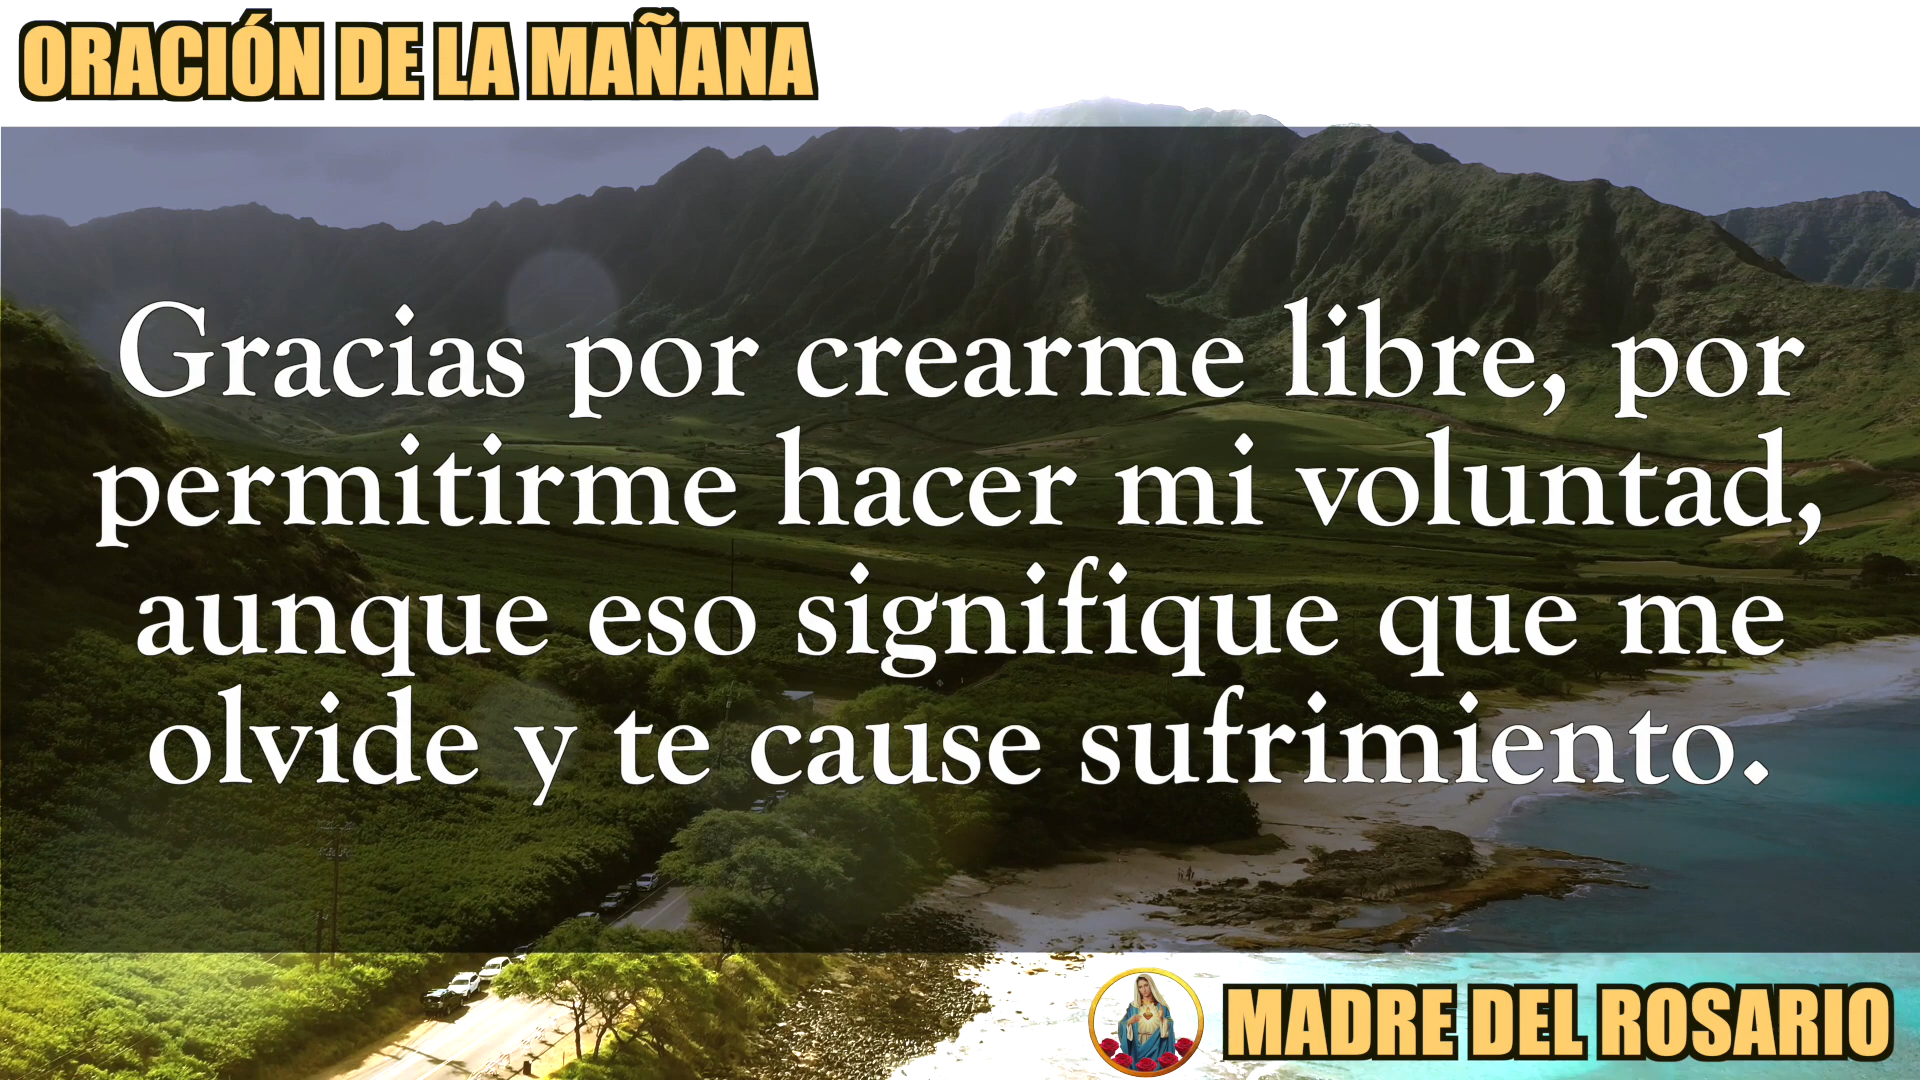 ORACIÓN DE LA MAÑANA
Gracias por crearme libre, por
permitirme hacer mi voluntad,
aunque eso signifique que me
olvide y te cause sufrimiento.
MADRE DEL ROSARIO